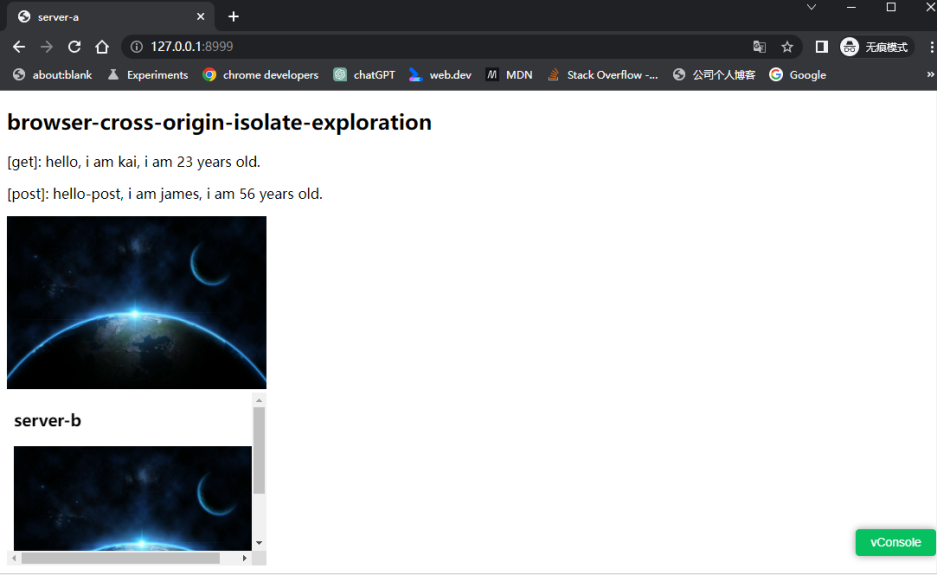 server-a
127.0.0.1:8999
无痕模式
about:blank
Experiments
chrome developers
chatGPT
web.dev
MDN
Stack Overflow -...
公司个人博客
Google
browser-cross-origin-isolate-exploration
[get]: hello, i am kai, i am 23 years old.
[post]: hello-post, i am james, i am 56 years old.
server-b
vConsole